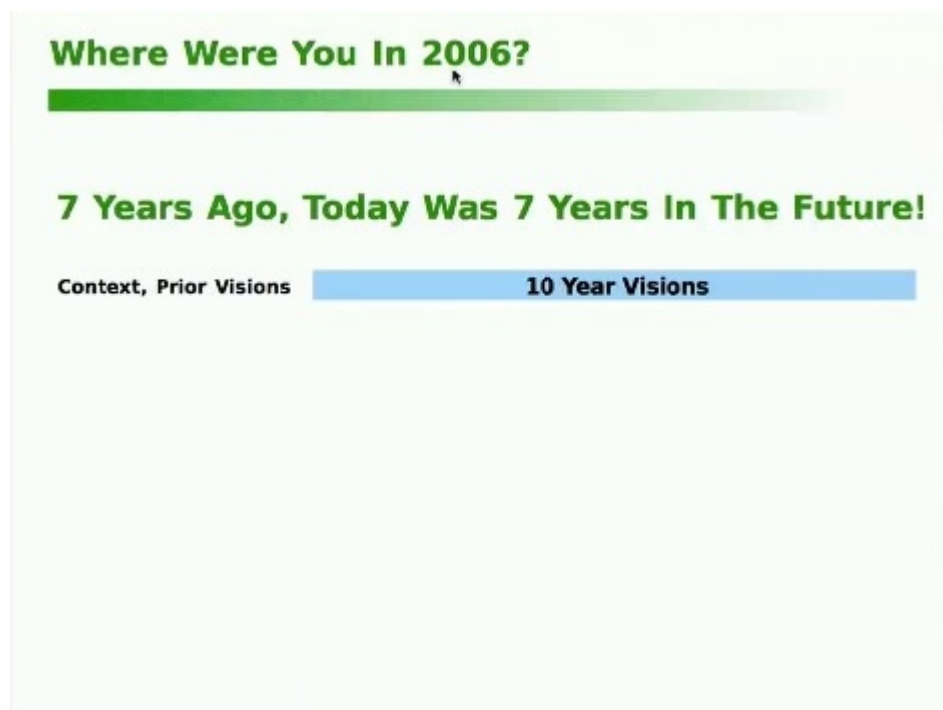 Where Were You In 2006?
7 Years Ago, Today Was 7 Years In The Future!
Context, Prior Visions 10 Year Visions